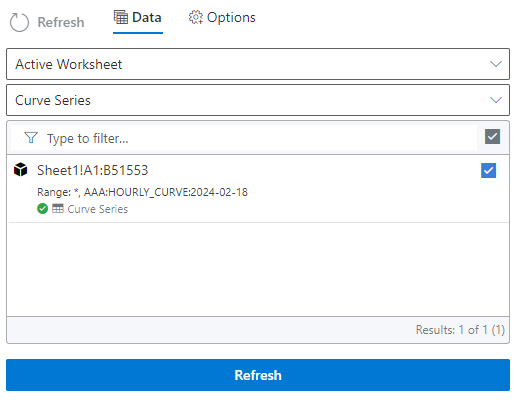 Refresh Data Options
Active Worksheet
Curve Series
Type to filter...
Sheet1!A1:B51553
Range: *, AAA:HOURLY_CURVE:2024-02-18
Curve Series
Results: 1 of 1 (1)
Refresh